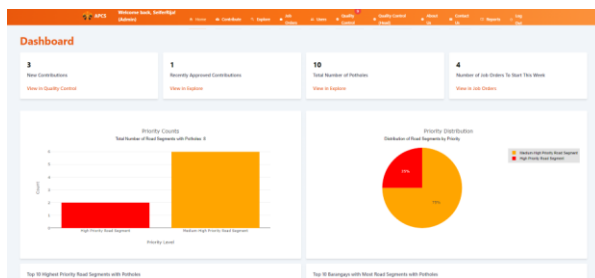 APCS
Welcome back,
(Admin)
Home
Contribute
Explore
Job Orders
Users
Quality Control
Quality Control
About Us
Contact Us
Reports
Log Out
Dashboard
3
New Contributions
View in Quality Control
1
Recently Approved Contributions
View in Explore
10
Total Number of Potholes
View in Explore
4
Number of Job Orders To Start This Week
View in Job Orders
Priority Counts
Total Number of Road Segments with Potholes: 8
Count
6
5
4
3
2
1
0
High Priority Road Segment
Medium-High Priority Road Segment
Priority Level
Priority Distribution
Distribution of Road Segments by Priority
25%
75%
Medium-High Priority Road Segment
High Priority Road Segment
Top 10 Highest Priority Road Segments with Potholes
Top 10 Barangays with Most Road Segments with Potholes